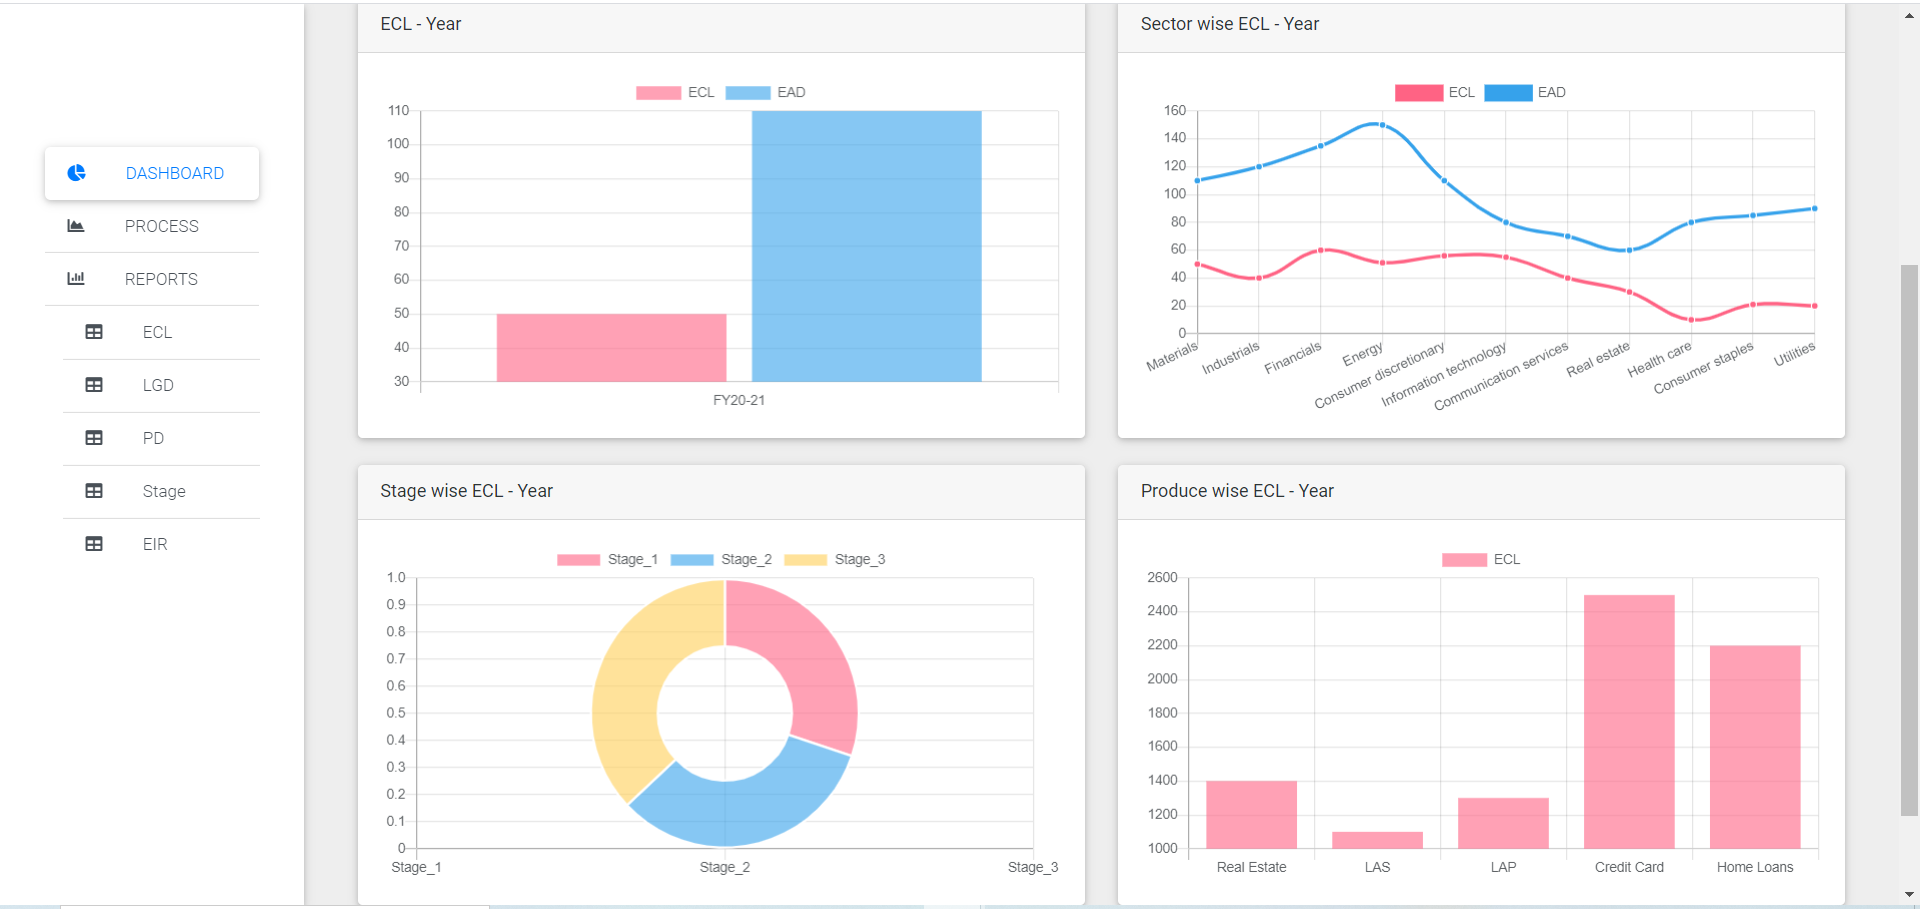 DASHBOARD
PROCESS
REPORTS
ECL
LGD
PD
Stage
EIR
ECL - Year
ECL EAD
110
100
90
80
70
60
50
40
30
FY20-21
Sector wise ECL - Year
ECL EAD
160
140
120
100
80
60
40
20
0
Materials
Industrials
Financials
Energy
Consumer discretionary
Information technology
Communication services
Real estate
Health care
Consumer staples
Utilities
Stage wise ECL - Year
Stage_1 Stage_2 Stage_3
1.0
0.9
0.8
0.7
0.6
0.5
0.4
0.3
0.2
0.1
0
Stage_1 Stage_2 Stage_3
Produce wise ECL - Year
ECL
2600
2400
2200
2000
1800
1600
1400
1200
1000
Real Estate LAS LAP Credit Card Home Loans